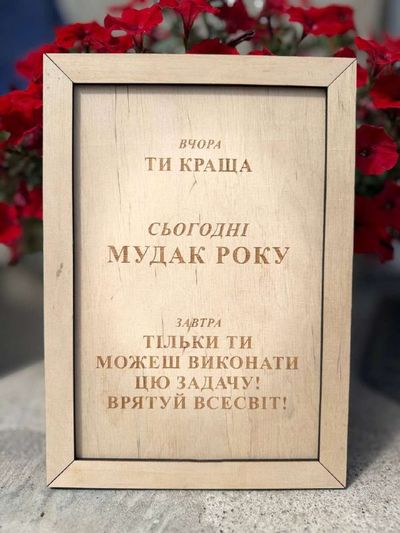 ВЧОРА
ТИ КРАЩА
СЬОГОДНІ
МУДАК РОКУ
ЗАВТРА
ТІЛЬКИ ТИ
МОЖЕШ ВИКОНАТИ
ЦЮ ЗАДАЧУ!
ВРЯТУЙ ВСЕСВІТ!